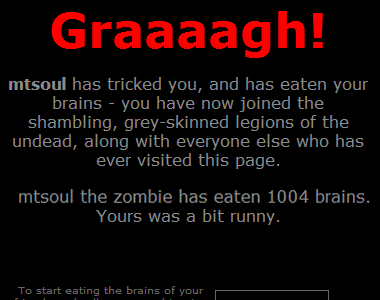 Graaaagh!
mtsoul has tricked you, and has eaten your
brains - you have now joined the
shambling, grey-skinned legions of the
undead, along with everyone else who has
ever visited this page.
mtsoul the zombie has eaten 1004 brains.
Yours was a bit runny.
To start eating the brains of your